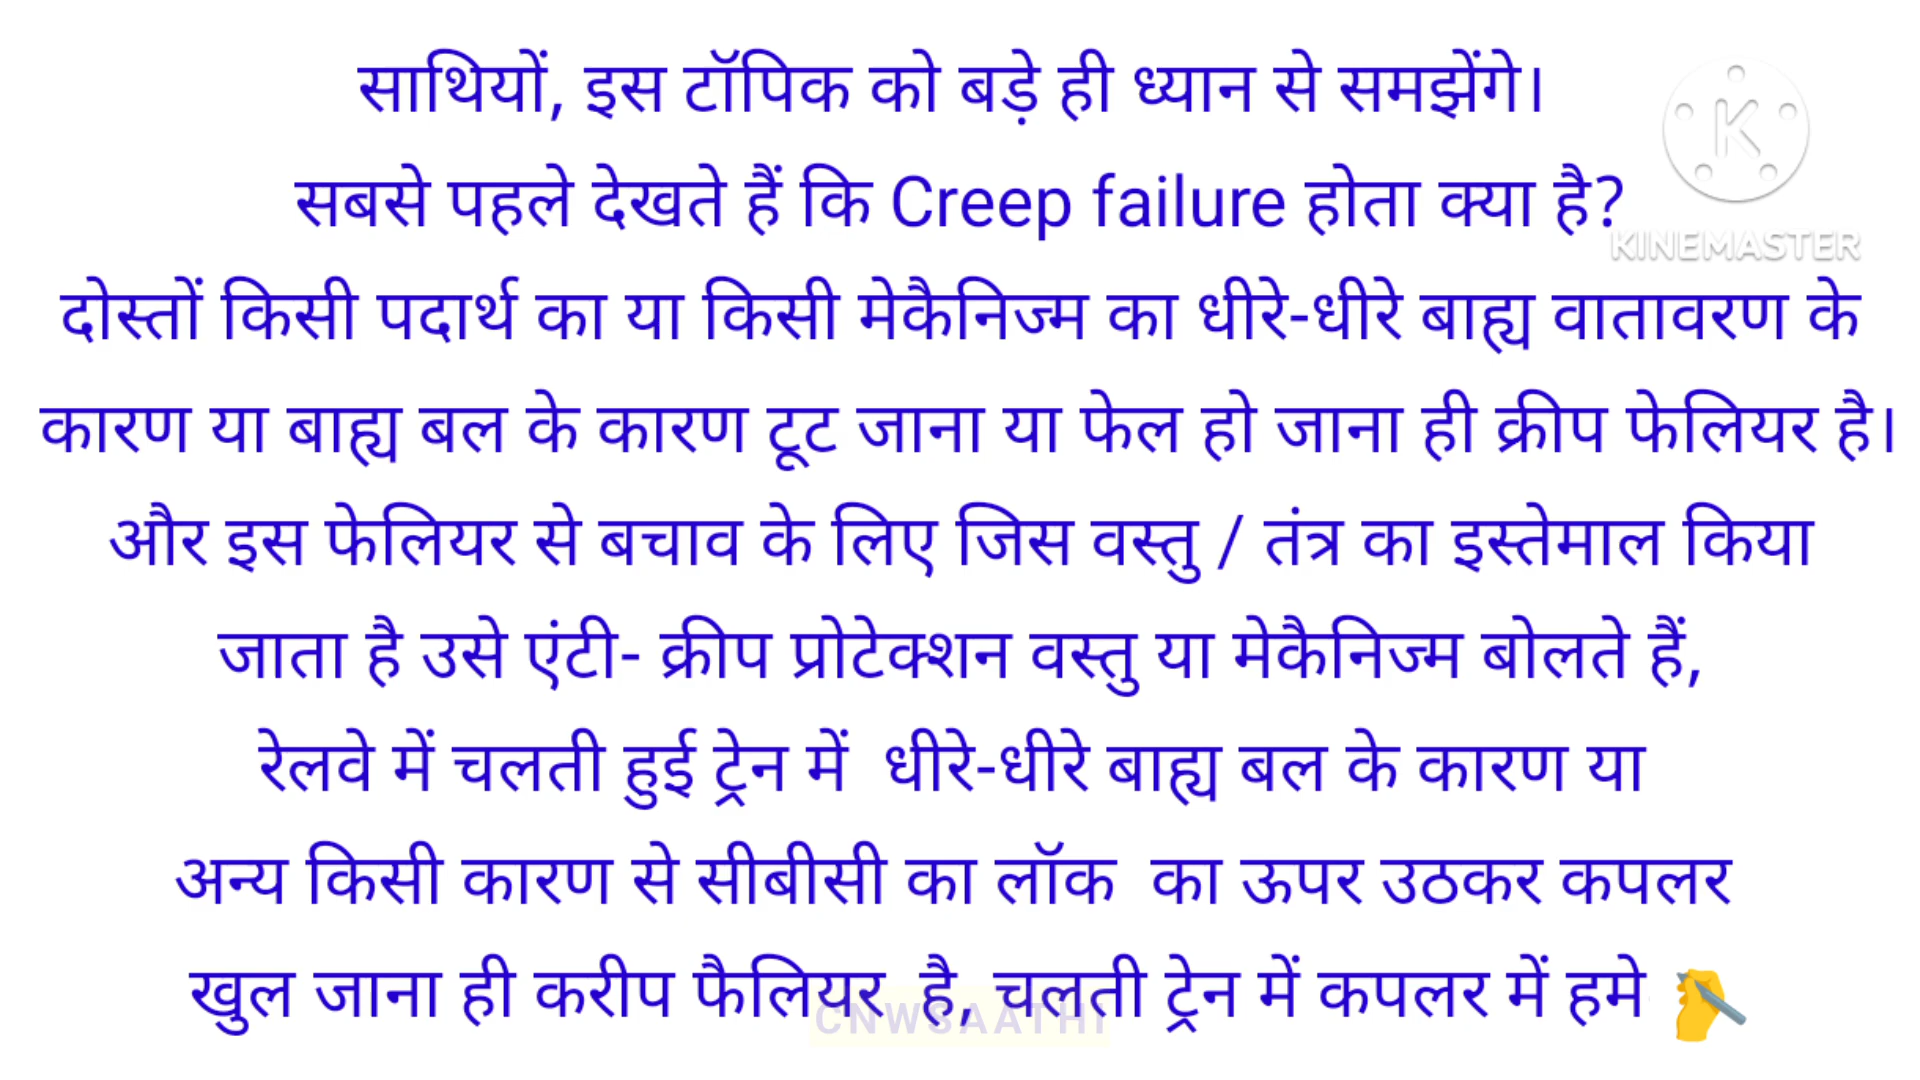 साथियों, इस टॉपिक को बड़े ही ध्यान से समझेंगे।
सबसे पहले देखते हैं कि Creep failure होता क्या है?
KINEMASTER
दोस्तों किसी पदार्थ का या किसी मेकैनिज्म का धीरे-धीरे बाह्य वातावरण के
कारण या बाह्य बल के कारण टूट जाना या फेल हो जाना ही क्रीप फेलियर है।
और इस फेलियर से बचाव के लिए जिस वस्तु / तंत्र का इस्तेमाल किया
जाता है उसे एंटी- क्रीप प्रोटेक्शन वस्तु या मेकैनिज्म बोलते हैं,
रेलवे में चलती हुई ट्रेन में धीरे-धीरे बाह्य बल के कारण या
अन्य किसी कारण से सीबीसी का लॉक का ऊपर उठकर कपलर
खुल जाना ही करीप फैलियर है, चलती ट्रेन में कपलर में हमे
CNWSAATHI